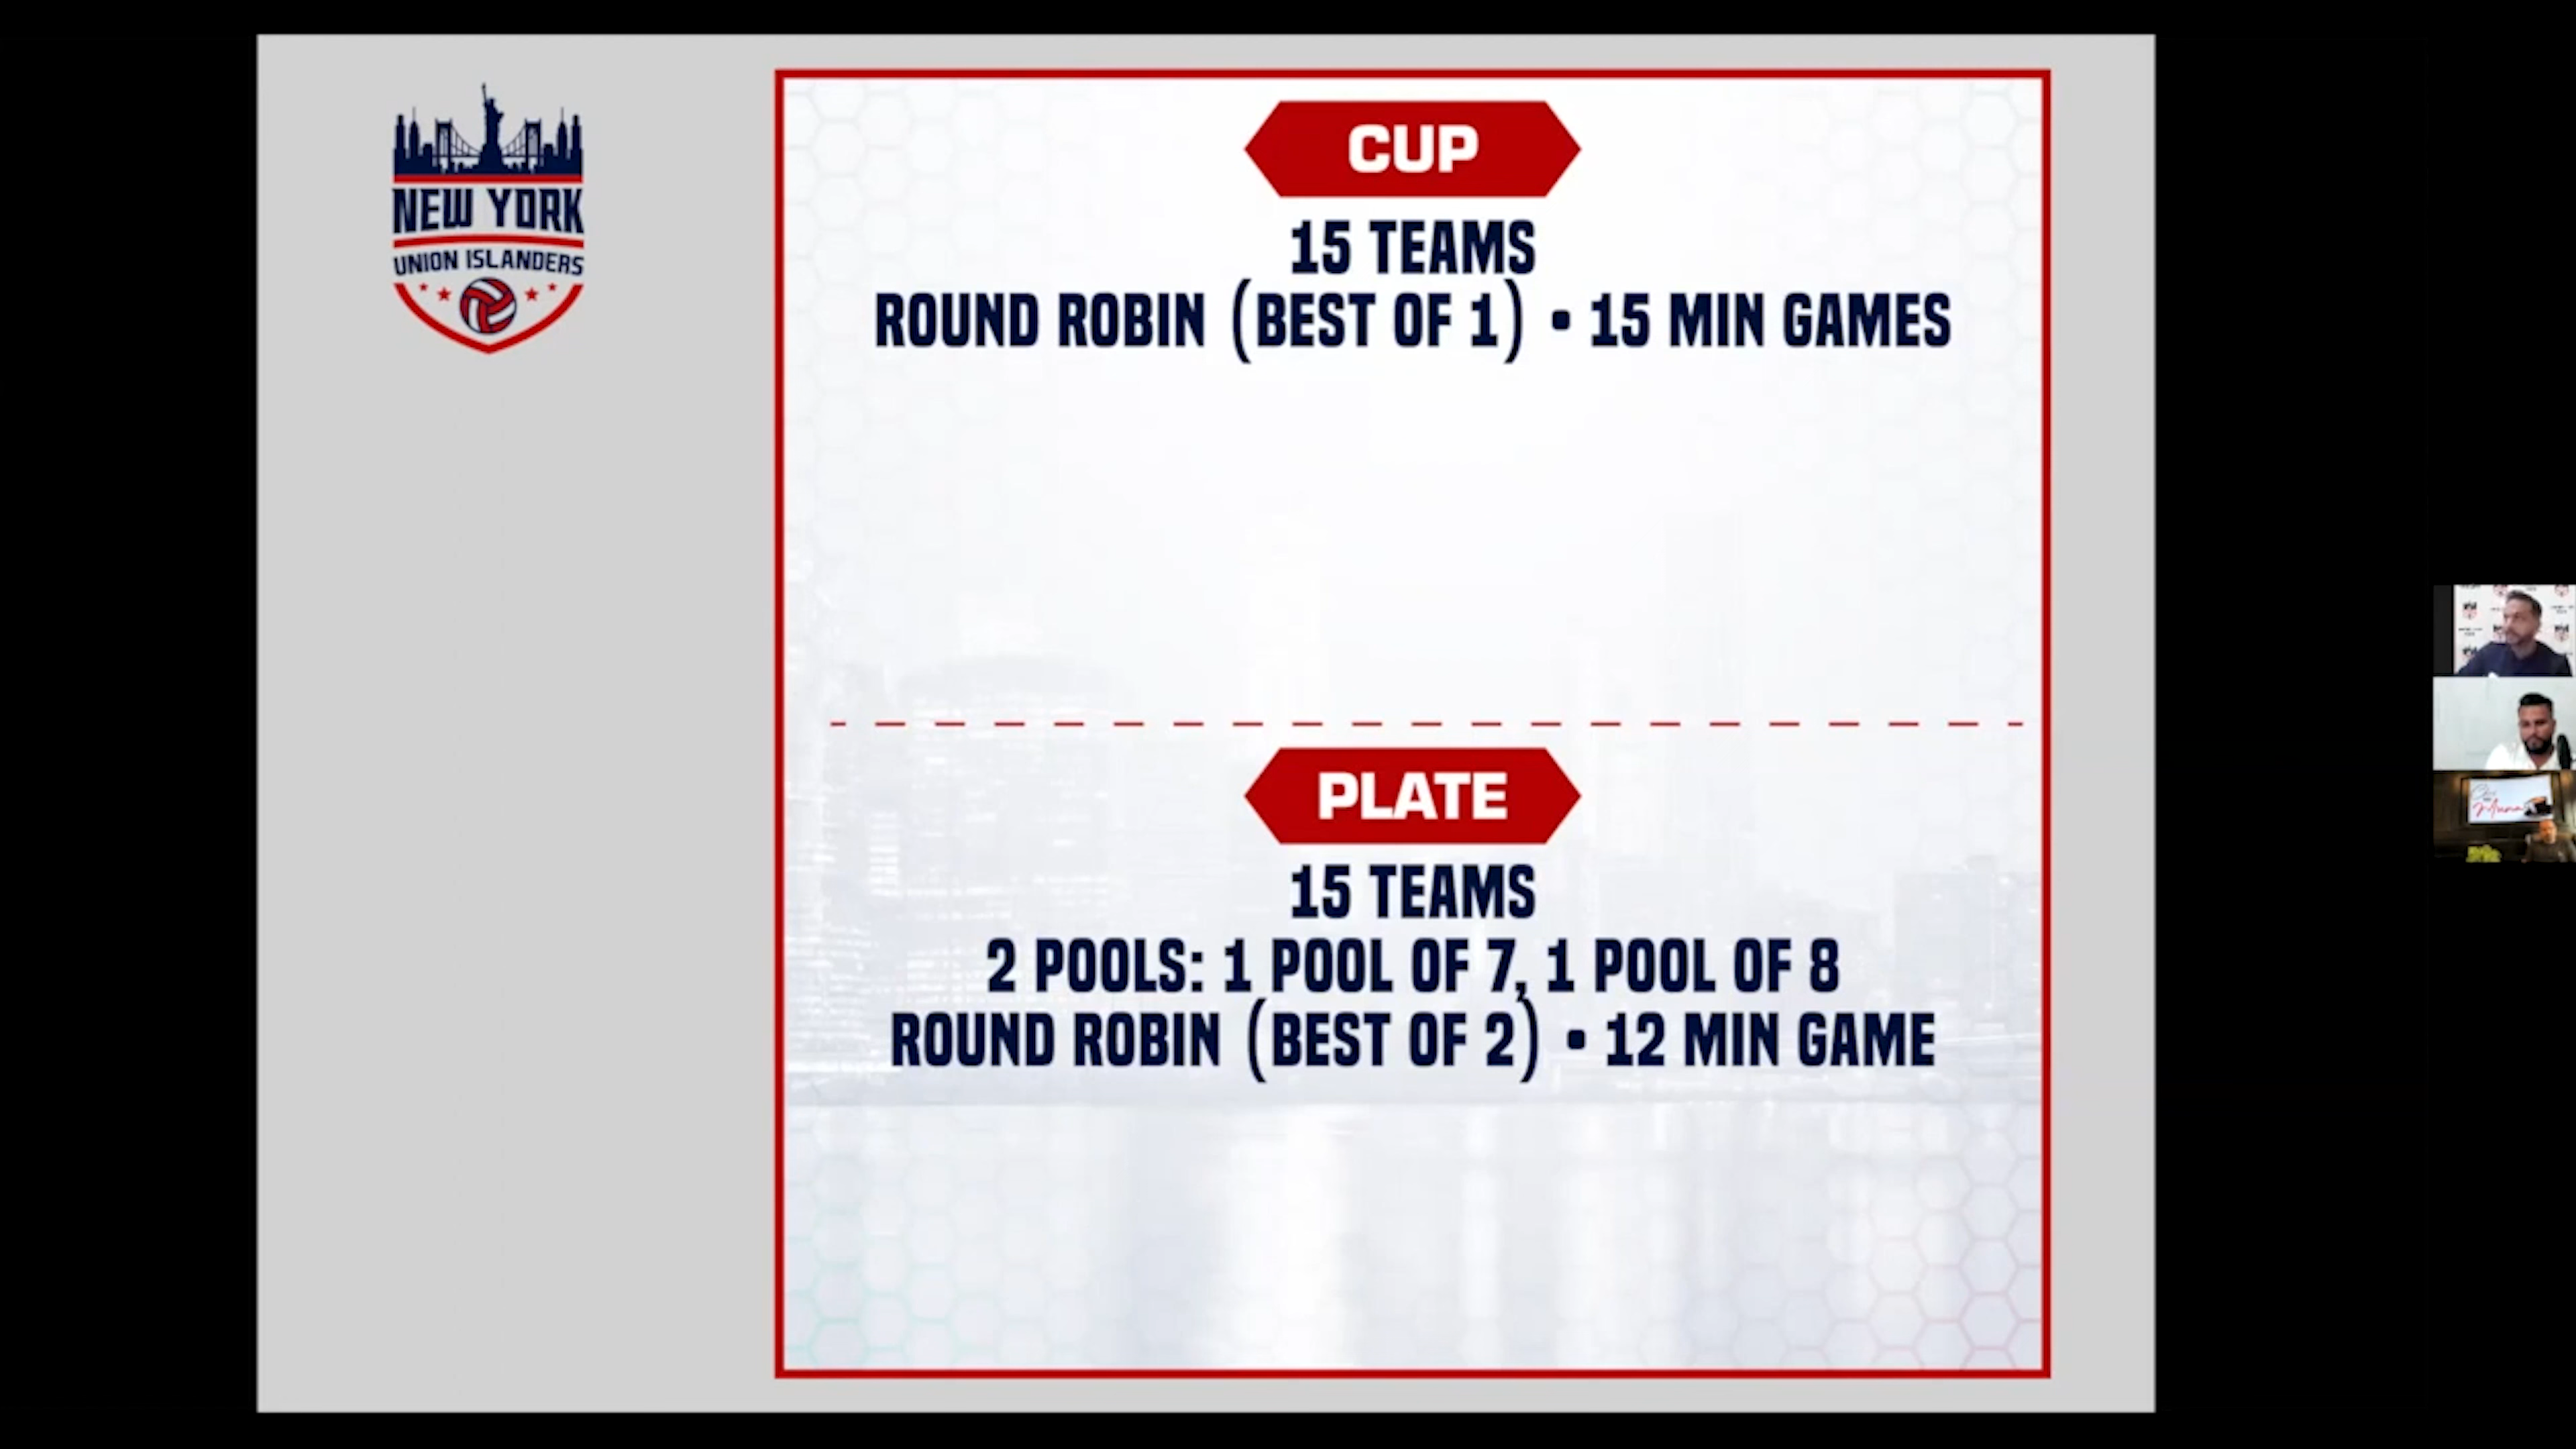 NEW YORK
UNION ISLANDERS
CUP
15 TEAMS
ROUND ROBIN (BEST OF 1) • 15 MIN GAMES
PLATE
15 TEAMS
2 POOLS: 1 POOL OF 7, 1 POOL OF 8
ROUND ROBIN (BEST OF 2) • 12 MIN GAME